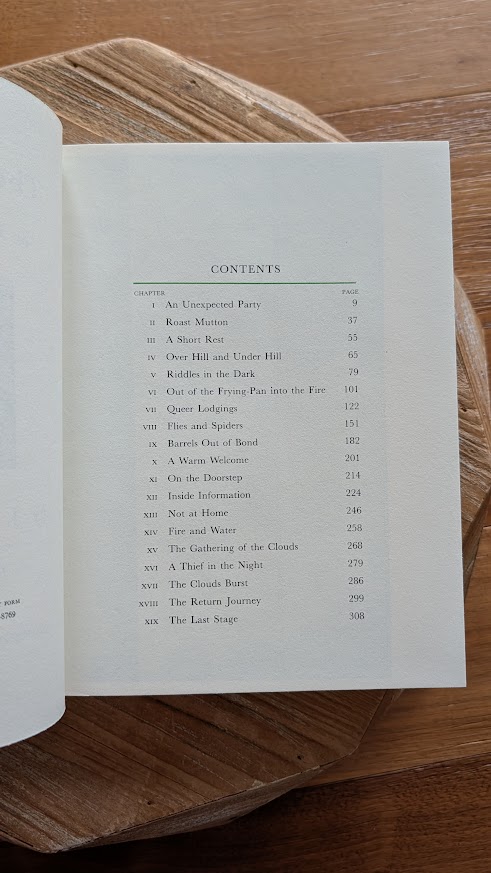 CONTENTS
CHAPTER PAGE
I An Unexpected Party 9
II Roast Mutton 37
III A Short Rest 55
IV Over Hill and Under Hill 65
V Riddles in the Dark 79
VI Out of the Frying-Pan into the Fire 101
VII Queer Lodgings 122
VIII Flies and Spiders 151
IX Barrels Out of Bond 182
X A Warm Welcome 201
XI On the Doorstep 214
XII Inside Information 224
XIII Not at Home 246
XIV Fire and Water 258
XV The Gathering of the Clouds 268
XVI A Thief in the Night 279
XVII The Clouds Burst 286
XVIII The Return Journey 299
XIX The Last Stage 308
FORM
-8769